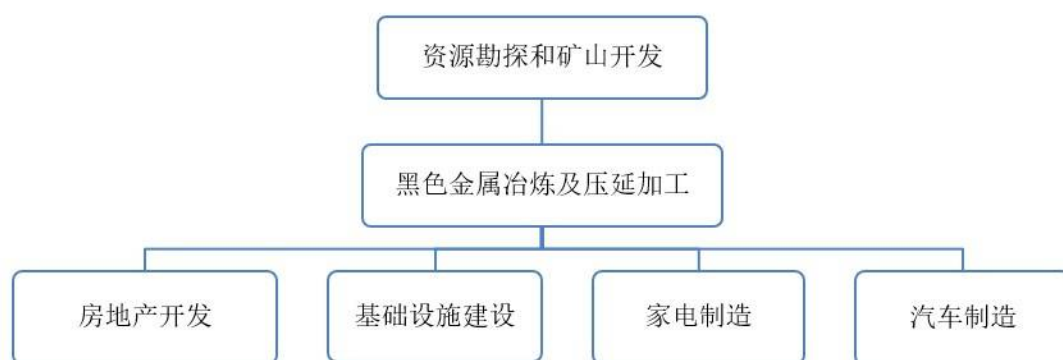 资源勘探和矿山开发
黑色金属冶炼及压延加工
房地产开发
基础设施建设
家电制造
汽车制造